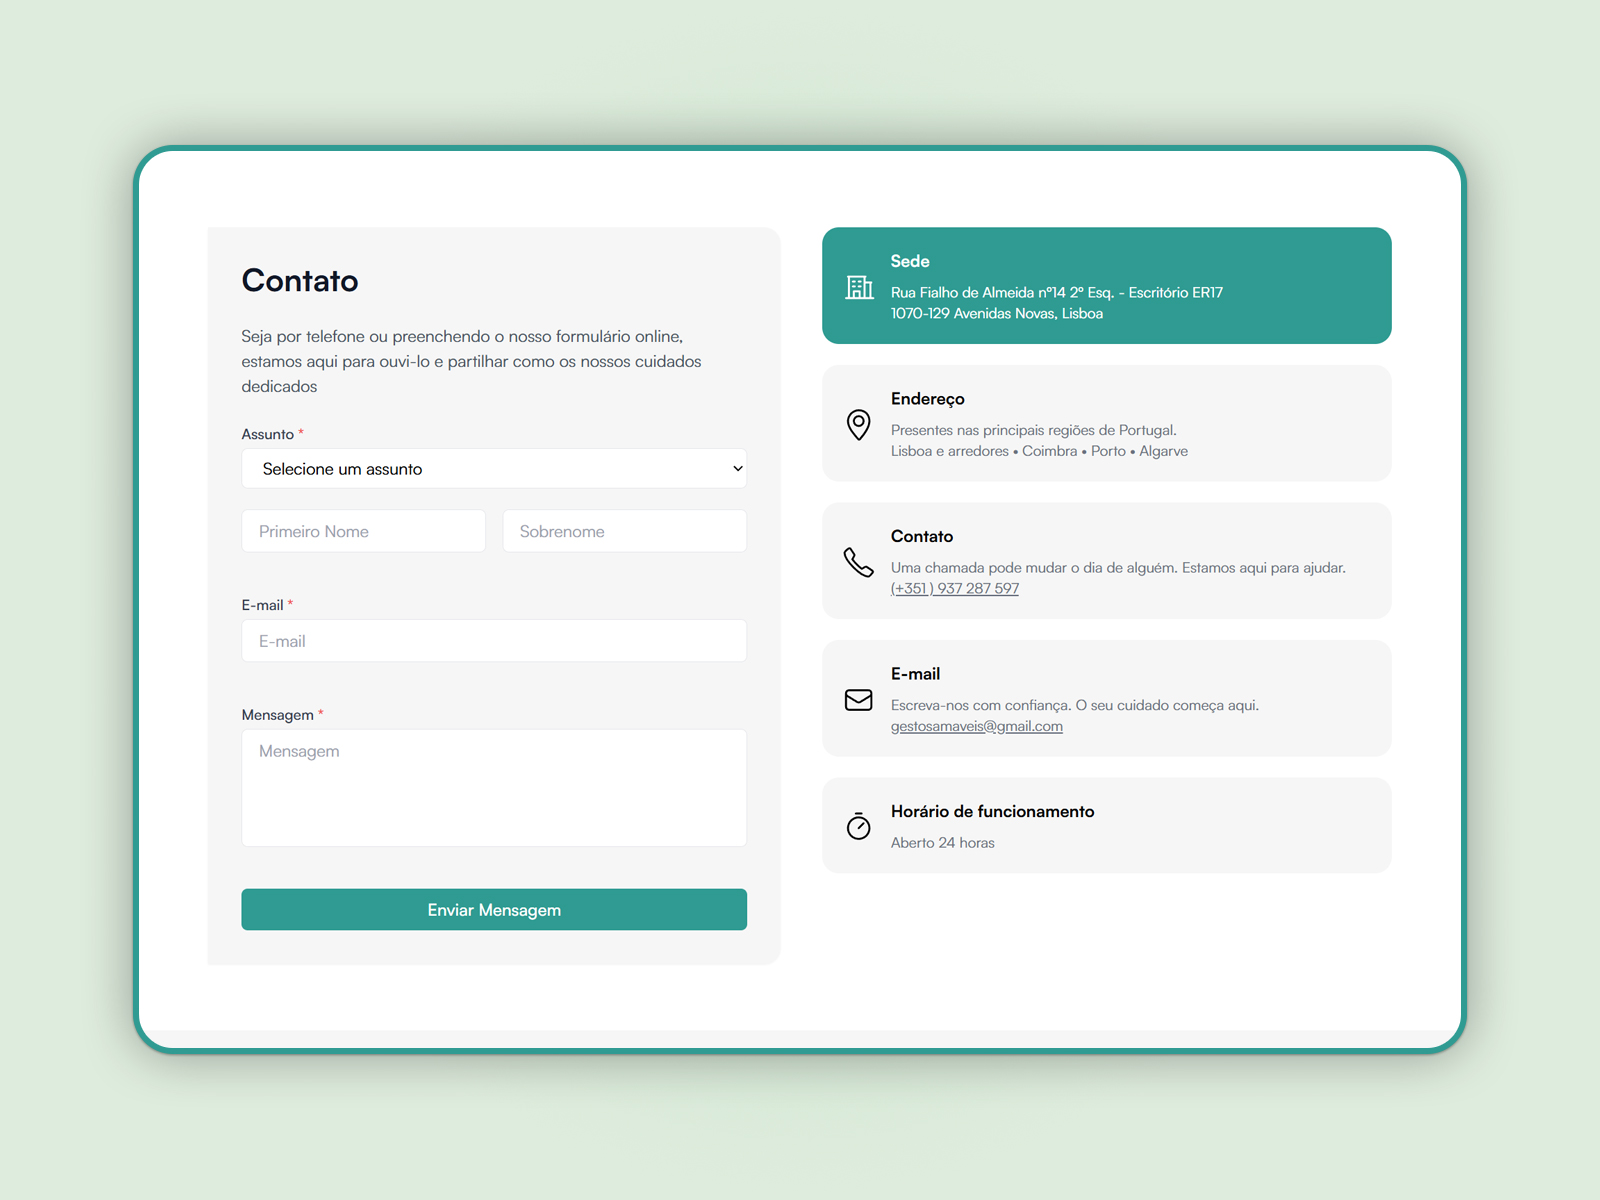 Contato
Seja por telefone ou preenchendo o nosso formulário online,
estamos aqui para ouvi-lo e partilhar como os nossos cuidados
dedicados
Assunto *
Selecione um assunto
Primeiro Nome
Sobrenome
E-mail *
E-mail
Mensagem *
Mensagem
Enviar Mensagem
Sede
Rua Fialho de Almeida nº14 2º Esq. - Escritório ER17
1070-129 Avenidas Novas, Lisboa
Endereço
Presentes nas principais regiões de Portugal.
Lisboa e arredores • Coimbra • Porto • Algarve
Contato
Uma chamada pode mudar o dia de alguém. Estamos aqui para ajudar.
(+351 ) 937 287 597
E-mail
Escreva-nos com confiança. O seu cuidado começa aqui.
gestosamaveis@gmail.com
Horário de funcionamento
Aberto 24 horas